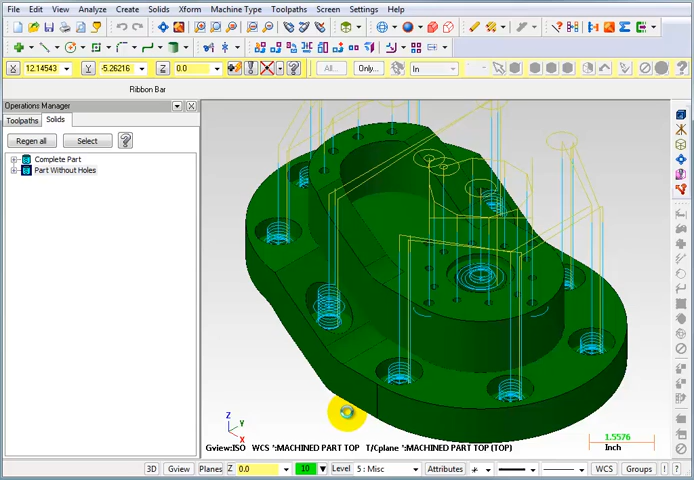 File Edit View Analyze Create Solids Xform Machine Type Toolpaths Screen Settings Help
X 12.14543 Y -5.26216 Z 0.0 All... Only... In
Ribbon Bar
Operations Manager
Toolpaths Solids
Regen all Select
Complete Part
Part Without Holes
Z
Y
X
1.5576
Inch
Gview:ISO WCS ':MACHINED PART TOP T/Cplane ':MACHINED PART TOP (TOP)
3D Gview Planes Z 0.0 10 Level 5 : Misc Attributes WCS Groups ! ?